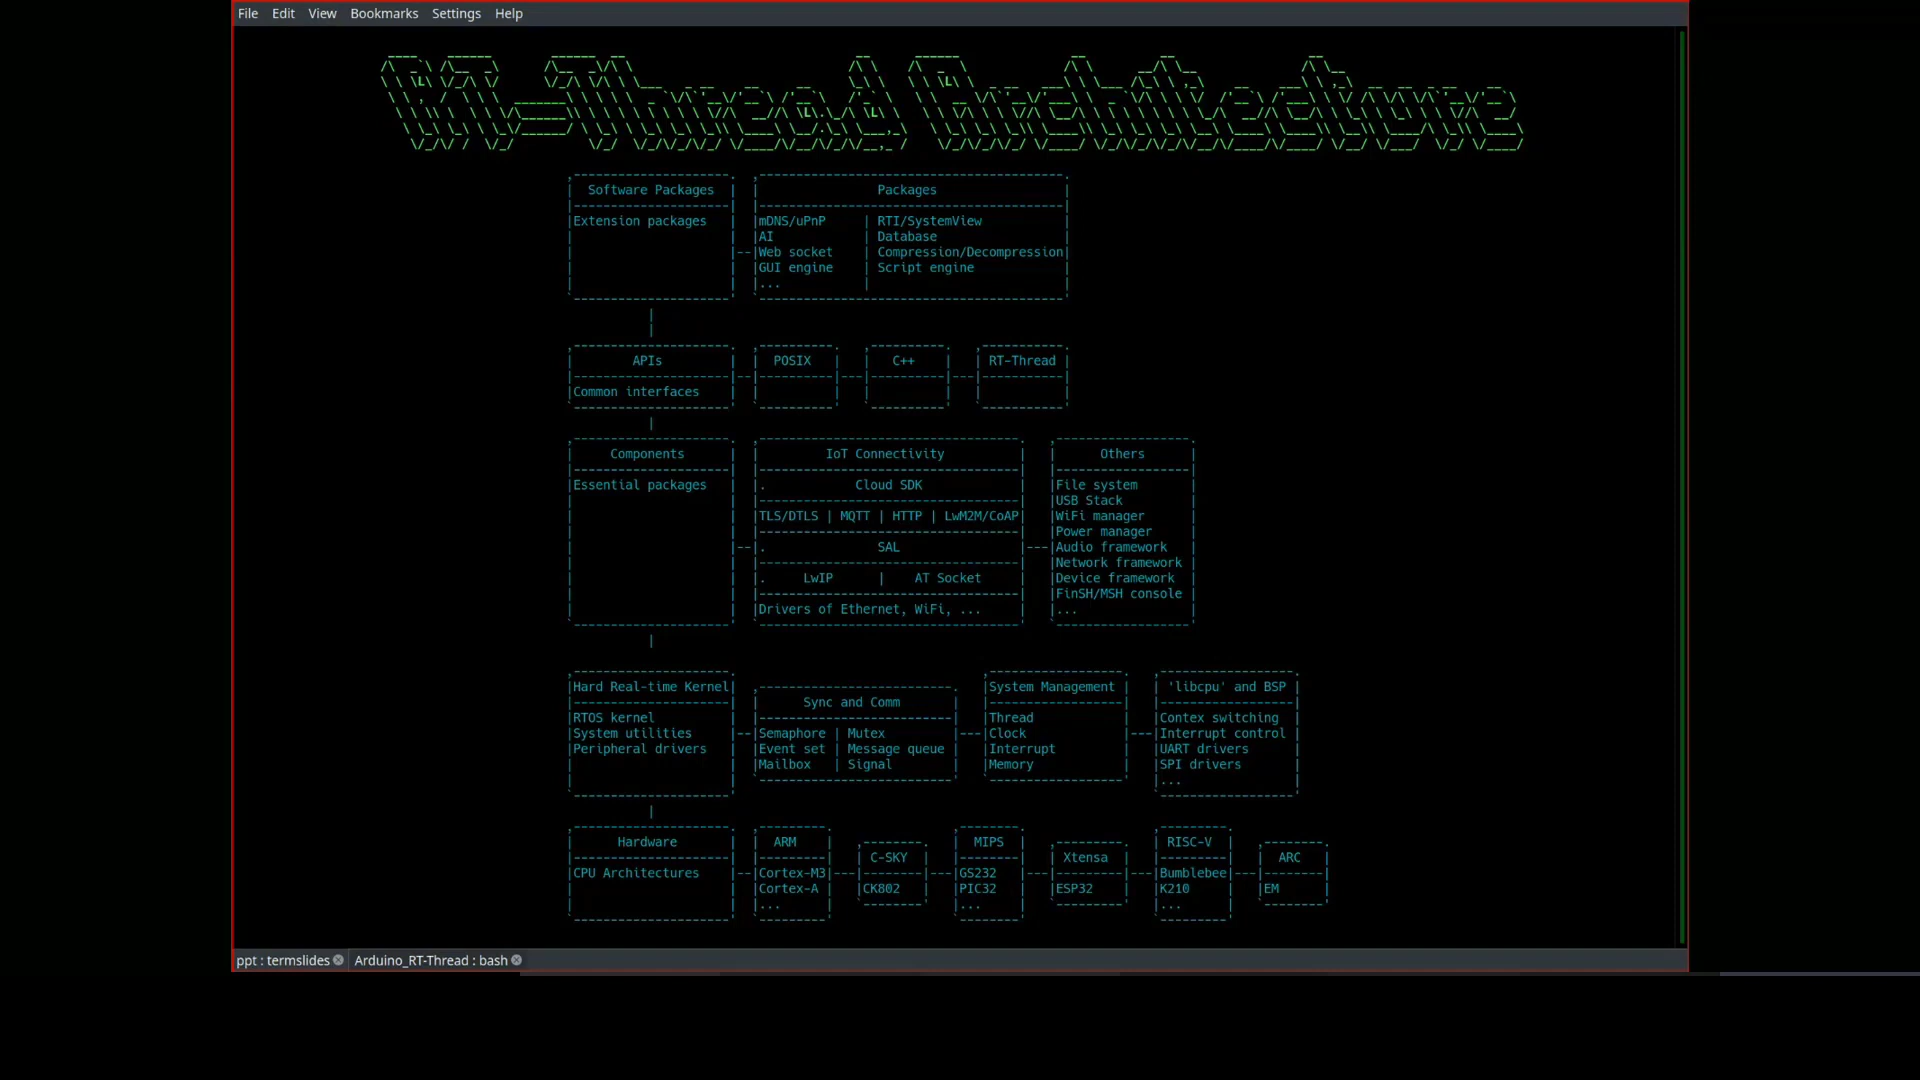 File Edit View Bookmarks Settings Help
RT-Thread Architecture
Software Packages
Extension packages
Packages
mDNS/uPnP | RTI/SystemView
AI | Database
Web socket | Compression/Decompression
GUI engine | Script engine
... |
APIs
Common interfaces
POSIX
C++
RT-Thread
Components
Essential packages
IoT Connectivity
. Cloud SDK
TLS/DTLS | MQTT | HTTP | LwM2M/CoAP
. SAL
. LwIP | AT Socket
Drivers of Ethernet, WiFi, ...
Others
File system
USB Stack
WiFi manager
Power manager
Audio framework
Network framework
Device framework
FinSH/MSH console
...
Hard Real-time Kernel
RTOS kernel
System utilities
Peripheral drivers
Sync and Comm
Semaphore | Mutex
Event set | Message queue
Mailbox | Signal
System Management
Thread
Clock
Interrupt
Memory
'libcpu' and BSP
Contex switching
Interrupt control
UART drivers
SPI drivers
...
Hardware
CPU Architectures
ARM
Cortex-M3
Cortex-A
...
C-SKY
CK802
MIPS
GS232
PIC32
...
Xtensa
ESP32
RISC-V
Bumblebee
K210
...
ARC
EM
ppt : termslides
Arduino_RT-Thread : bash